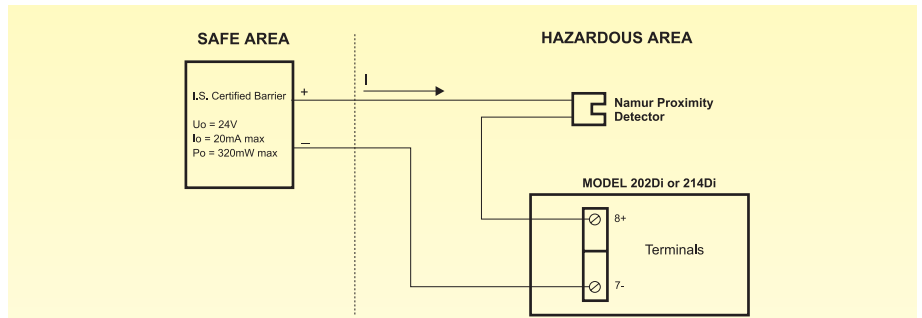 SAFE AREA
HAZARDOUS AREA
I
I.S. Certified Barrier
+
Uo = 24V
Io = 20mA max
Po = 320mW max
–
Namur Proximity
Detector
MODEL 202Di or 214Di
8+
Terminals
7-